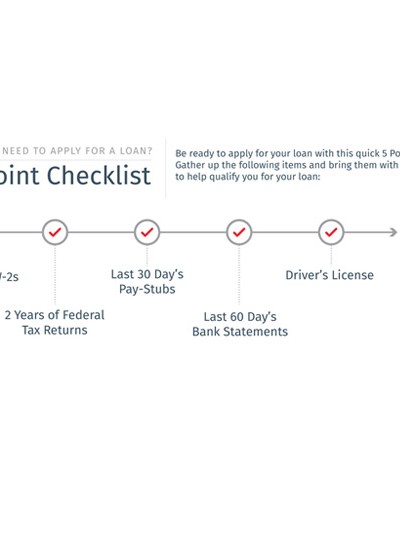 NEED TO APPLY FOR A LOAN?
oint Checklist
Be ready to apply for your loan with this quick 5 Po
Gather up the following items and bring them with
to help qualify you for your loan:
-2s
Last 30 Day's
Pay-Stubs
Driver's License
2 Years of Federal
Tax Returns
Last 60 Day's
Bank Statements